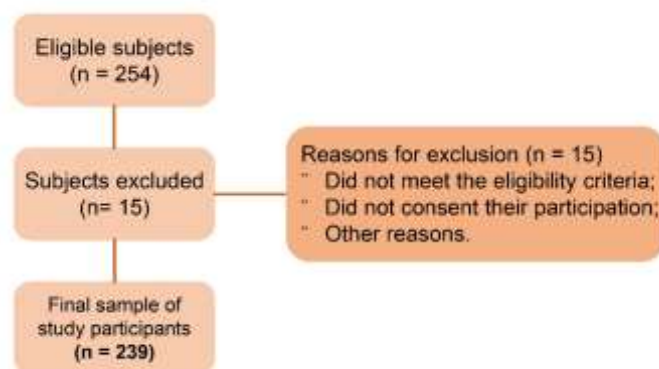 Eligible subjects
(n = 254)
Subjects excluded
(n= 15)
Reasons for exclusion (n = 15)
¨ Did not meet the eligibility criteria;
¨ Did not consent their participation;
¨ Other reasons.
Final sample of
study participants
(n = 239)